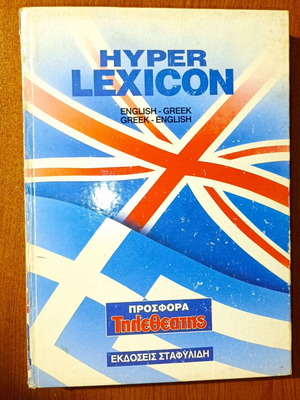 HYPER
LEXICON
ENGLISH - GREEK
GREEK - ENGLISH
ΠΡΟΣΦΟΡΑ
Τηλεθεατης
ΕΚΔΟΣΕΙΣ ΣΤΑΦΥΛΙΔΗ